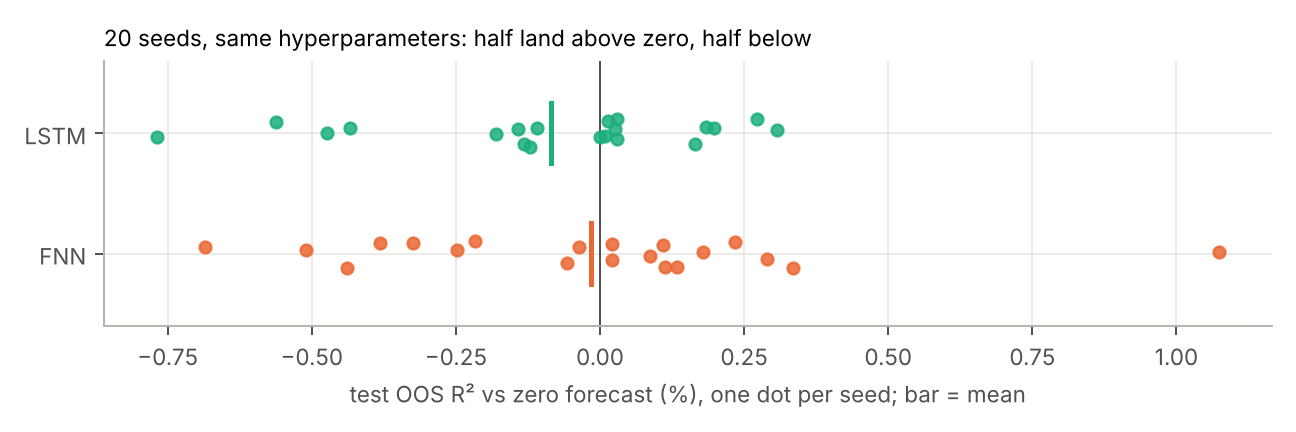 20 seeds, same hyperparameters: half land above zero, half below
LSTM
FNN
−0.75 −0.50 −0.25 0.00 0.25 0.50 0.75 1.00
test OOS R² vs zero forecast (%), one dot per seed; bar = mean